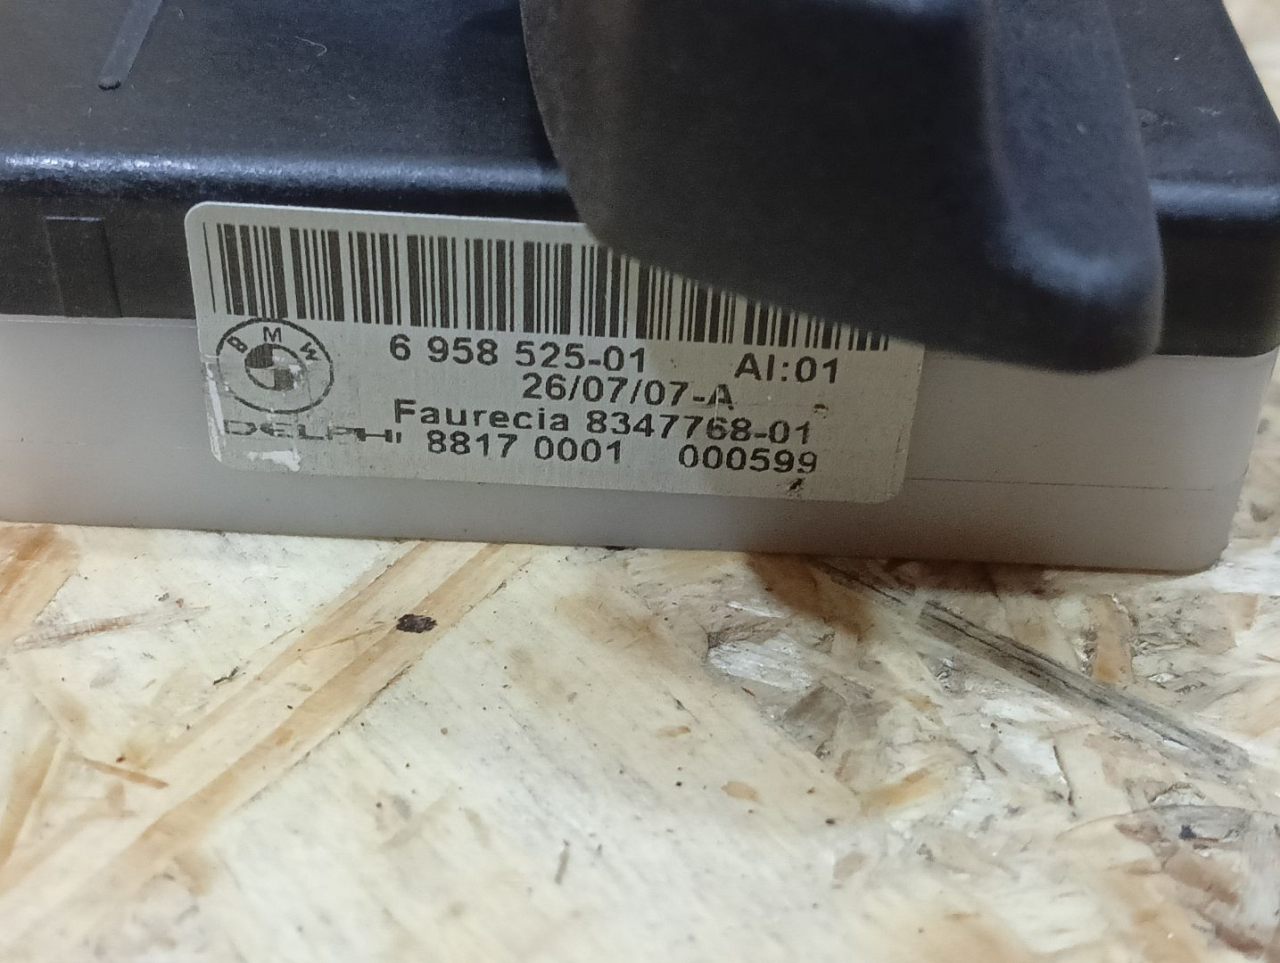 BMW
6 958 525-01 AI:01
26/07/07-A
Faurecia 8347768-01
DELPHI 8817 0001 000599